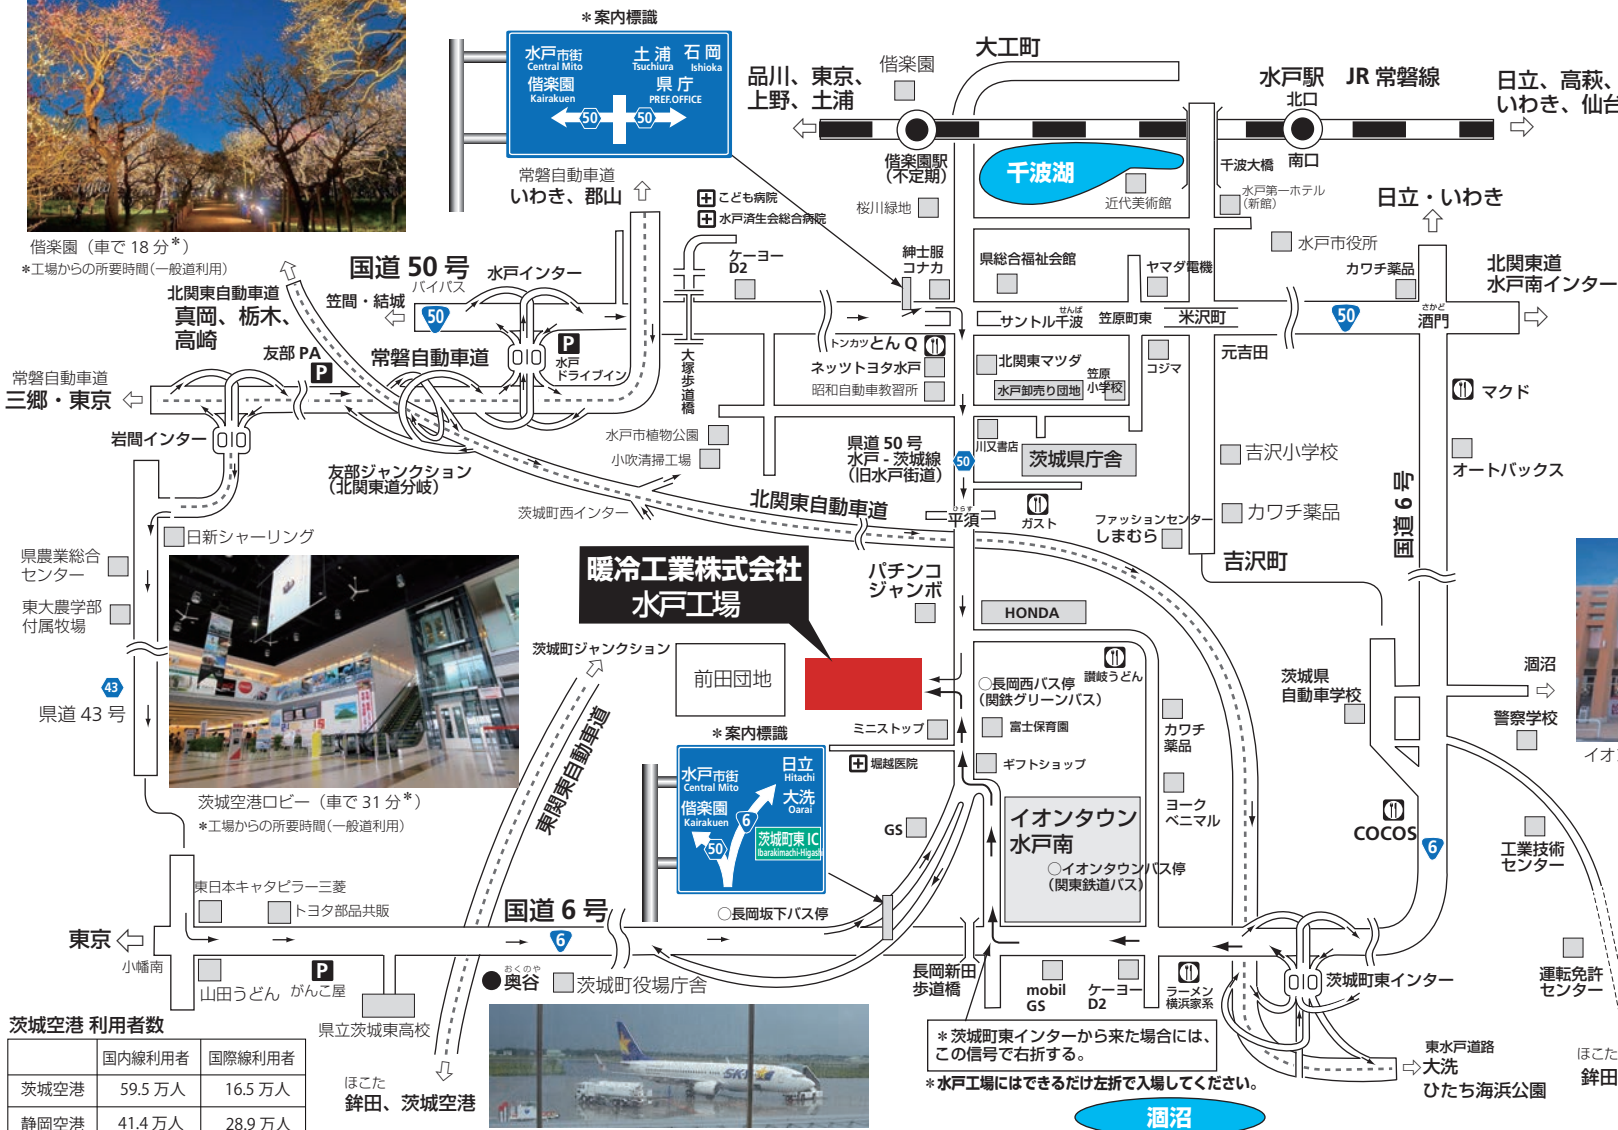 *案内標識
水戸市街
Central Mito
偕楽園
Kairakuen
土浦
Tsuchiura
石岡
Ishioka
県庁
PREF.OFFICE
50
50
偕楽園(車で18分*)
*工場からの所要時間(一般道利用)
常磐自動車道
いわき、郡山
こども病院
水戸済生会総合病院
品川、東京、
上野、土浦
偕楽園
大工町
水戸駅 JR 常磐線
北口
南口
日立、高萩、
いわき、仙台
偕楽園駅
(不定期)
千波湖
千波大橋
近代美術館
水戸第一ホテル
(新館)
桜川緑地
日立・いわき
水戸市役所
北関東自動車道
真岡、栃木、
高崎
国道 50 号
バイパス
水戸インター
笠間・結城
50
ケーヨー
D2
紳士服
コナカ
県総合福祉会館
ヤマダ電機
カワチ薬品
北関東道
水戸南インター
せんば
サントル千波
笠原町東
米沢町
50
さかど
酒門
元吉田
友部 PA
P
常磐自動車道
P
水戸
ドライブイン
大塚歩道橋
トンカツとん Q
ネッツトヨタ水戸
昭和自動車教習所
北関東マツダ
水戸卸売り団地
笠原
小学校
コジマ
マクド
常磐自動車道
三郷・東京
岩間インター
友部ジャンクション
(北関東道分岐)
水戸市植物公園
小吹清掃工場
茨城町西インター
北関東自動車道
県道 50 号
水戸 - 茨城線
(旧水戸街道)
50
川又書店
茨城県庁舎
吉沢小学校
オートバックス
国道 6 号
ひらす
平須
ガスト
ファッションセンター
しまむら
カワチ薬品
吉沢町
日新シャーリング
県農業総合
センター
東大農学部
付属牧場
43
県道 43 号
茨城空港ロビー(車で31分*)
*工場からの所要時間(一般道利用)
暖冷工業株式会社
水戸工場
パチンコ
ジャンボ
HONDA
茨城町ジャンクション
前田団地
東関東自動車道
讃岐うどん
○長岡西バス停
(関鉄グリーンバス)
富士保育園
ミニストップ
堀越医院
ギフトショップ
カワチ
薬品
ヨーク
ベニマル
茨城県
自動車学校
涸沼
警察学校
イオン
*案内標識
水戸市街
Central Mito
偕楽園
Kairakuen
日立
Hitachi
大洗
Oarai
6
50
茨城町東 IC
Ibarakimachi-Higashi
GS
イオンタウン
水戸南
○イオンタウンバス停
(関東鉄道バス)
COCOS
6
工業技術
センター
東日本キャタピラー三菱
トヨタ部品共販
国道 6 号
6
○長岡坂下バス停
東京
小幡南
山田うどん
P
がんこ屋
県立茨城東高校
おくのや
奥谷
茨城町役場庁舎
長岡新田
歩道橋
mobil
GS
ケーヨー
D2
ラーメン
横浜家系
茨城町東インター
運転免許
センター
茨城空港 利用者数
国内線利用者 国際線利用者
茨城空港 59.5 万人 16.5 万人
静岡空港 41.4 万人 28.9 万人
ほこた
鉾田、茨城空港
SKY
*茨城町東インターから来た場合には、
この信号で右折する。
*水戸工場にはできるだけ左折で入場してください。
涸沼
東水戸道路
大洗
ひたち海浜公園
ほこた
鉾田